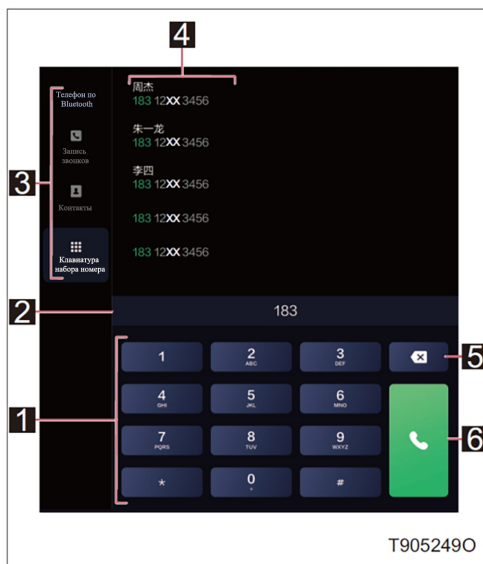 4
周杰
183 12XX 3456
朱一龙
183 12XX 3456
李四
183 12XX 3456
183 12XX 3456
183 12XX 3456
3
Телефон по
Bluetooth
Запись
звонков
Контакты
Клавиатура
набора номера
2
183
1
1
2
ABC
3
DEF
5
4
GHI
5
JKL
6
MNO
7
PQRS
8
TUV
9
WXYZ
6
*
0
+
#
T905249O